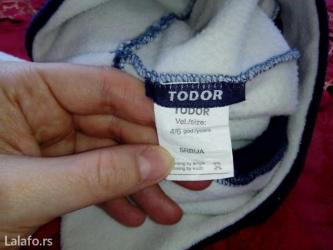 TODOR
TODOR
Vel./size:
4/6 god/years
SRBIJA
Lalafo.rs